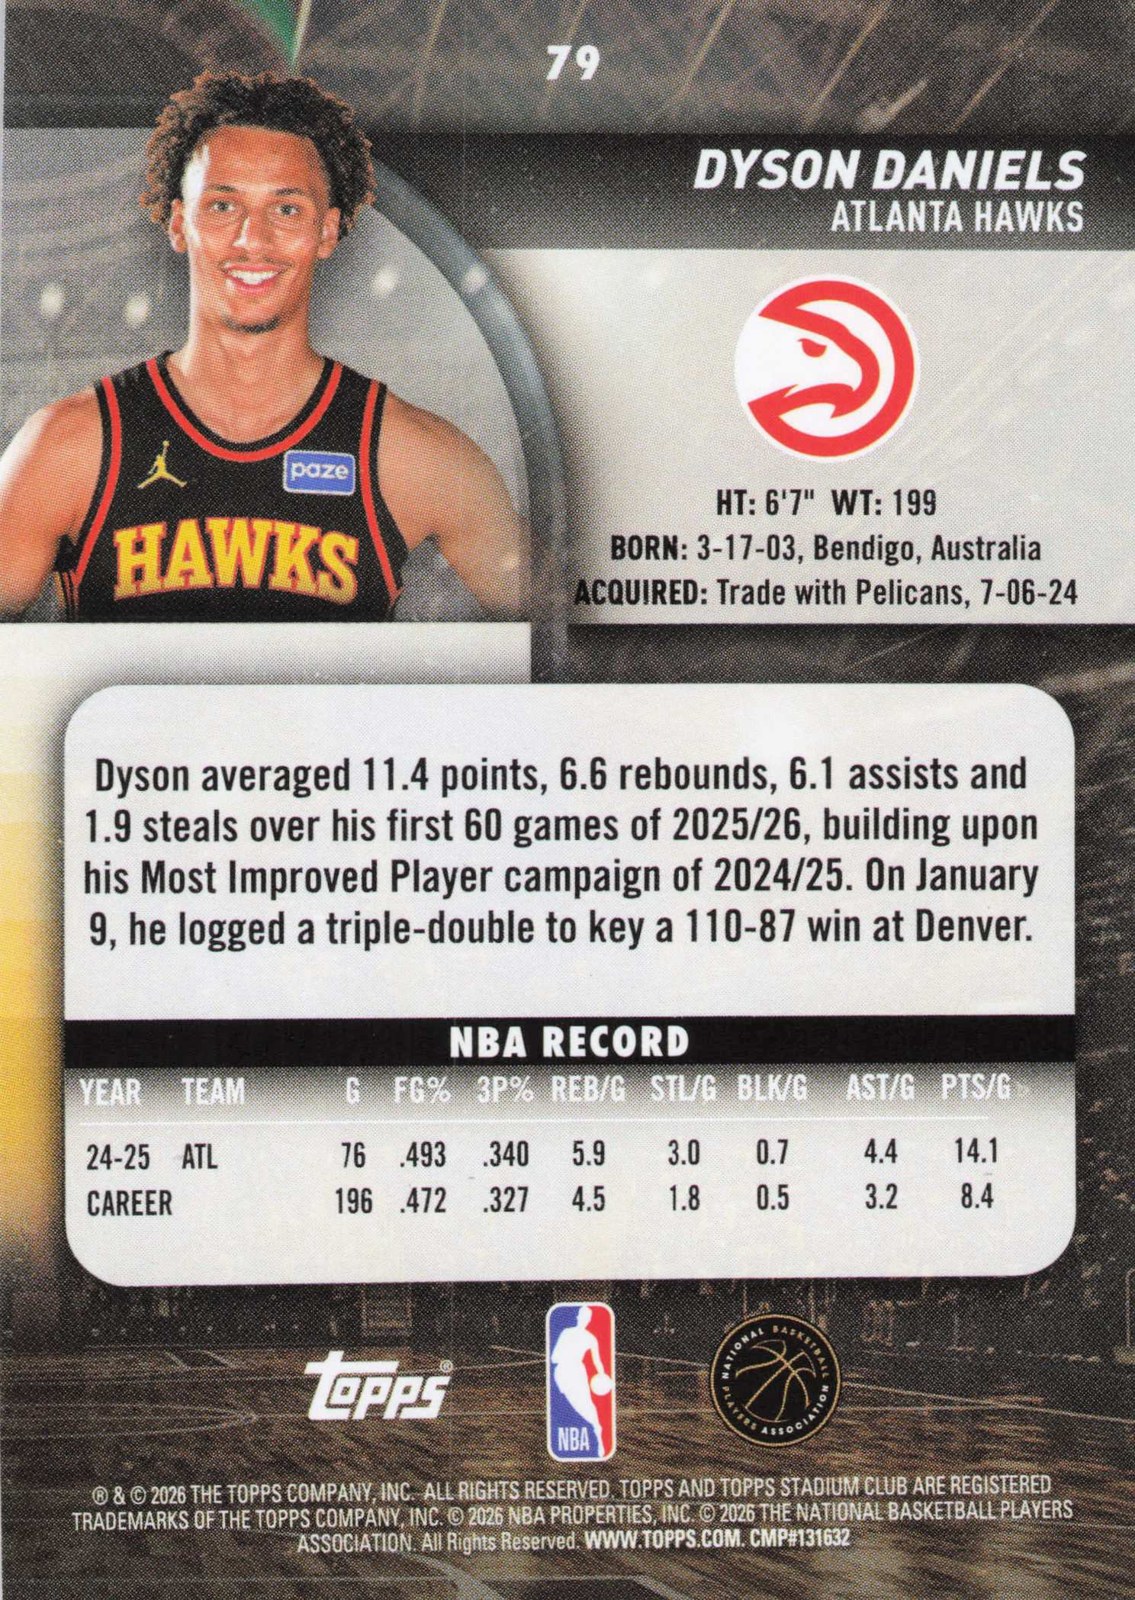 79
DYSON DANIELS
ATLANTA HAWKS
paze
HAWKS
HT: 6'7" WT: 199
BORN: 3-17-03, Bendigo, Australia
ACQUIRED: Trade with Pelicans, 7-06-24
Dyson averaged 11.4 points, 6.6 rebounds, 6.1 assists and
1.9 steals over his first 60 games of 2025/26, building upon
his Most Improved Player campaign of 2024/25. On January
9, he logged a triple-double to key a 110-87 win at Denver.
NBA RECORD
YEAR TEAM G FG% 3P% REB/G STL/G BLK/G AST/G PTS/G
24-25 ATL 76 .493 .340 5.9 3.0 0.7 4.4 14.1
CAREER 196 .472 .327 4.5 1.8 0.5 3.2 8.4
topps®
NBA
NATIONAL BASKETBALL PLAYERS ASSOCIATION
® & © 2026 THE TOPPS COMPANY, INC. ALL RIGHTS RESERVED. TOPPS AND TOPPS STADIUM CLUB ARE REGISTERED
TRADEMARKS OF THE TOPPS COMPANY, INC. © 2026 NBA PROPERTIES, INC. © 2026 THE NATIONAL BASKETBALL PLAYERS
ASSOCIATION. All Rights Reserved. WWW.TOPPS.COM. CMP#131632